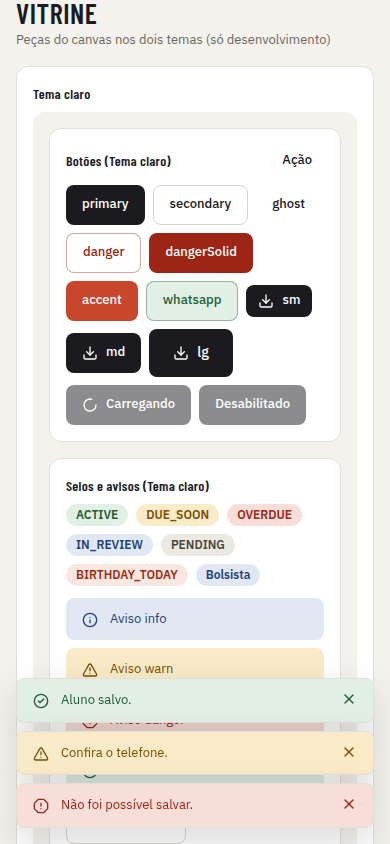 VITRINE
Peças do canvas nos dois temas (só desenvolvimento)
Tema claro
Botões (Tema claro) Ação
primary secondary ghost
danger dangerSolid
accent whatsapp sm
md lg
Carregando Desabilitado
Selos e avisos (Tema claro)
ACTIVE DUE_SOON OVERDUE
IN_REVIEW PENDING
BIRTHDAY_TODAY Bolsista
Aviso info
Aviso warn
Aluno salvo.
Aviso danger
Confira o telefone.
Não foi possível salvar.